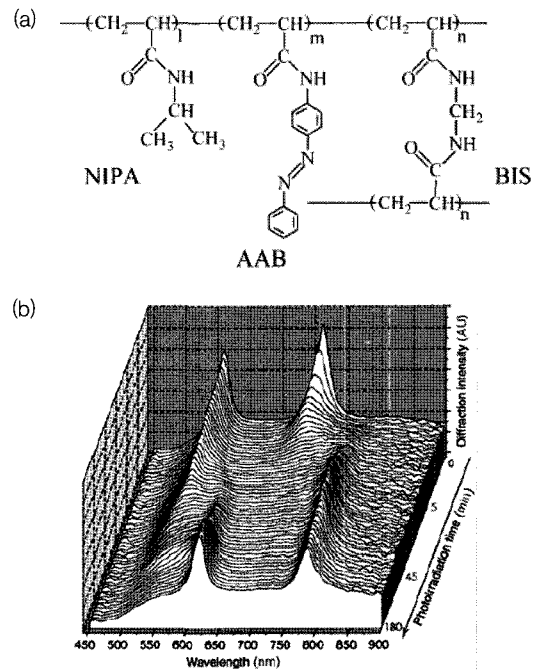 (a)
—(CH2—CH)l— —(CH2—CH)m— —(CH2—CH)n—
C C C
O NH O NH O NH
CH CH2
CH3 CH3 N O NH
N C
NIPA BIS
—(CH2—CH)n—
AAB
(b)
Diffraction intensity (AU)
0
5
45
180
Photoirradiation time (min)
450 500 550 600 650 700 750 800 850 900
Wavelength (nm)